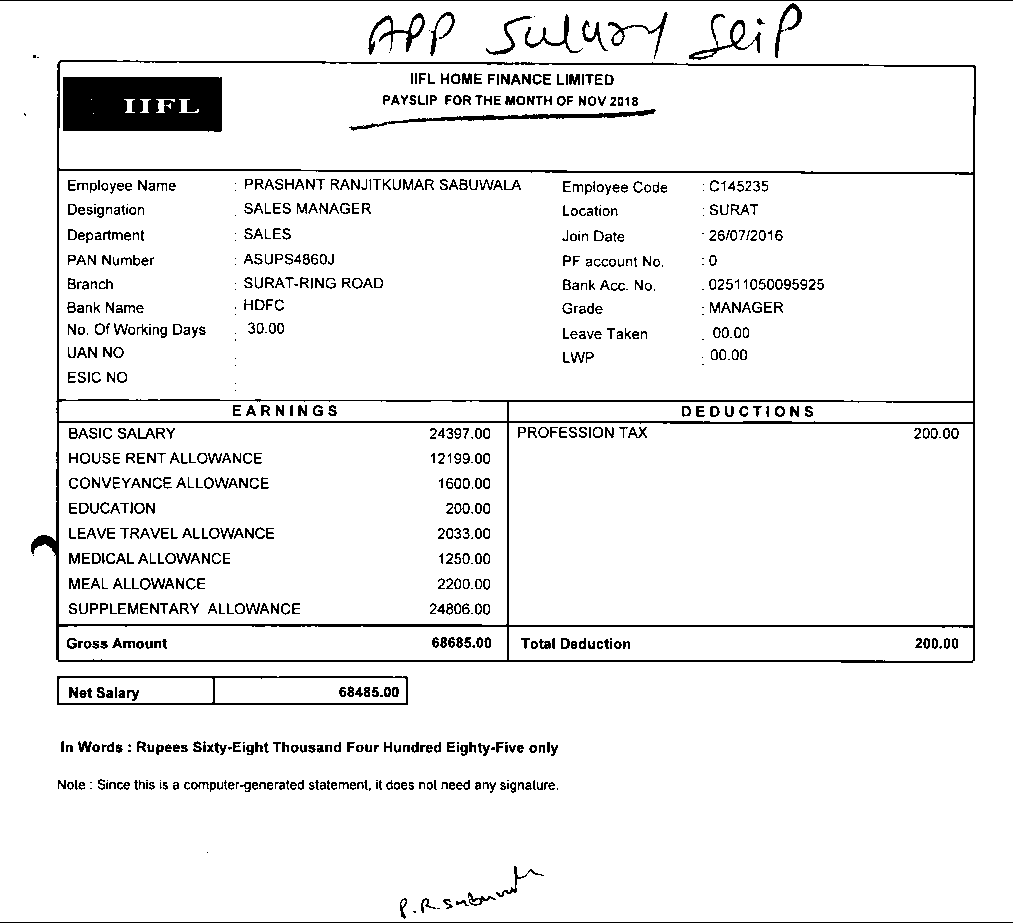 APP Salary Slip
IIFL HOME FINANCE LIMITED
IIFL
PAYSLIP FOR THE MONTH OF NOV 2018
Employee Name : PRASHANT RANJITKUMAR SABUWALA Employee Code : C145235
Designation : SALES MANAGER Location : SURAT
Department : SALES Join Date : 26/07/2016
PAN Number : ASUPS4860J PF account No. : 0
Branch : SURAT-RING ROAD Bank Acc. No. : 02511050095925
Bank Name : HDFC Grade : MANAGER
No. Of Working Days : 30.00 Leave Taken : 00.00
UAN NO : LWP : 00.00
ESIC NO :
EARNINGS DEDUCTIONS
BASIC SALARY 24397.00 PROFESSION TAX 200.00
HOUSE RENT ALLOWANCE 12199.00
CONVEYANCE ALLOWANCE 1600.00
EDUCATION 200.00
LEAVE TRAVEL ALLOWANCE 2033.00
MEDICAL ALLOWANCE 1250.00
MEAL ALLOWANCE 2200.00
SUPPLEMENTARY ALLOWANCE 24806.00
Gross Amount 68685.00 Total Deduction 200.00
Net Salary 68485.00
In Words : Rupees Sixty-Eight Thousand Four Hundred Eighty-Five only
Note : Since this is a computer-generated statement, it does not need any signature.
P.R.